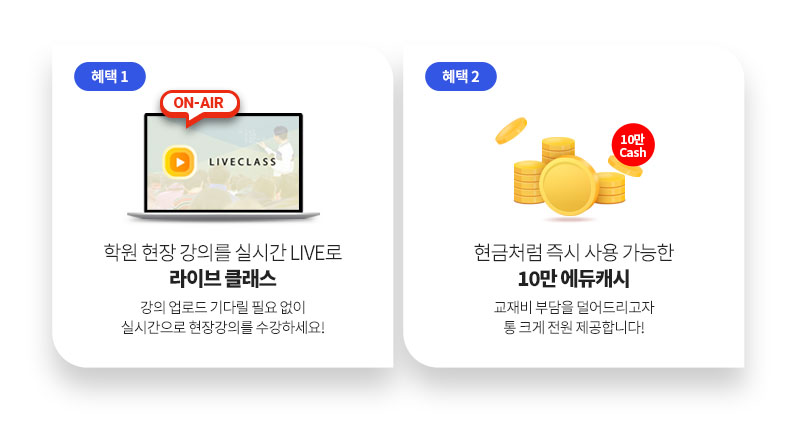 혜택 1
ON-AIR
LIVECLASS
학원 현장 강의를 실시간 LIVE로
라이브 클래스
강의 업로드 기다릴 필요 없이
실시간으로 현장강의를 수강하세요!
혜택 2
10만
Cash
현금처럼 즉시 사용 가능한
10만 에듀캐시
교재비 부담을 덜어드리고자
통 크게 전원 제공합니다!